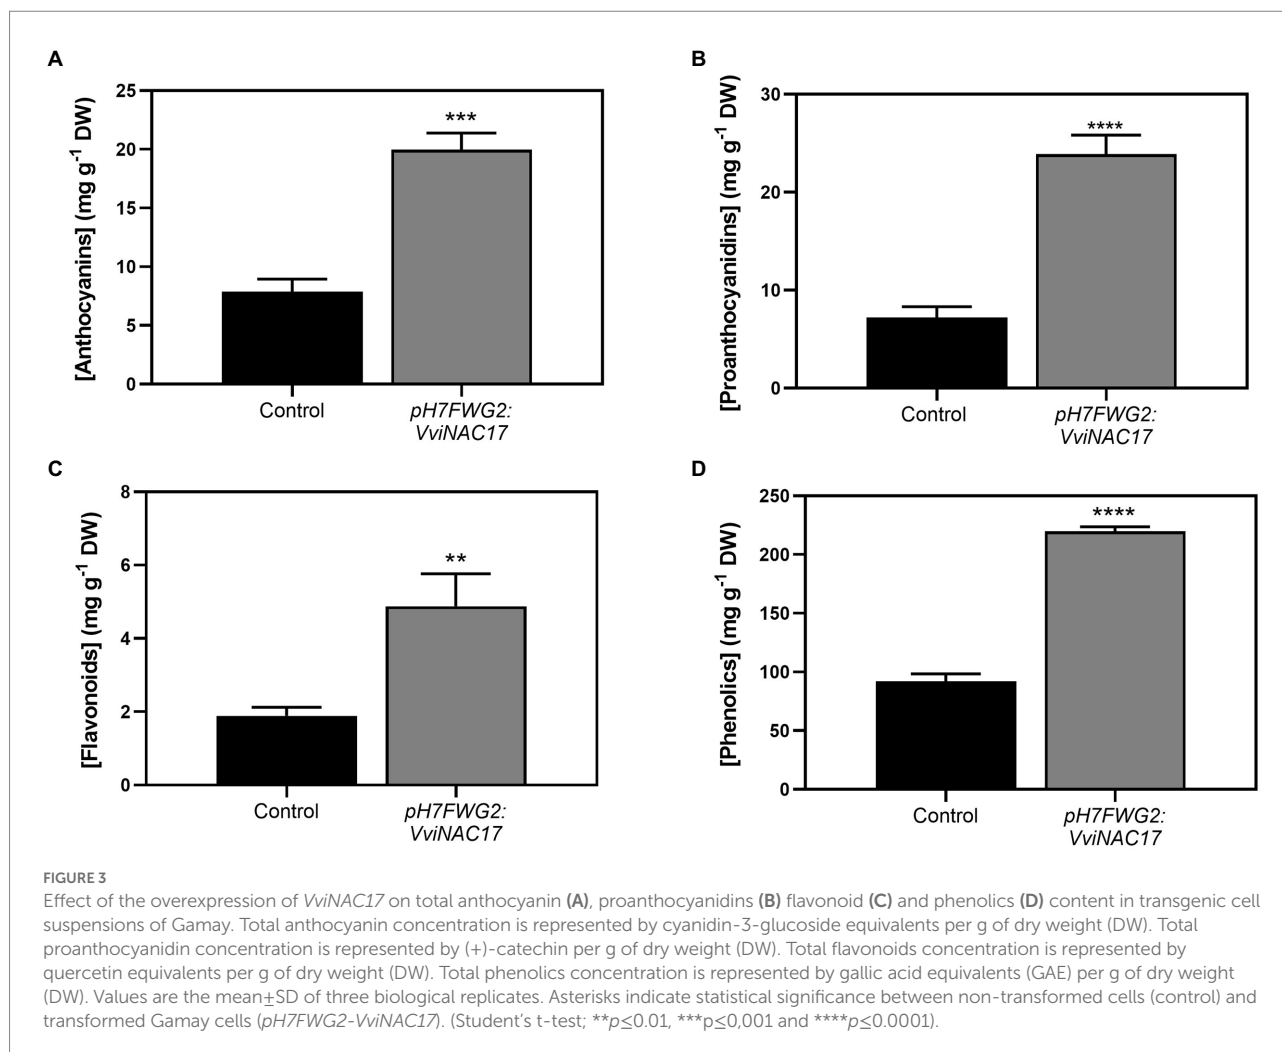 A
[Anthocyanins] (mg g⁻¹ DW)
25
20
15
10
5
0
***
Control
pH7FWG2:
VviNAC17
B
[Proanthocyanidins] (mg g⁻¹ DW)
30
20
10
0
****
Control
pH7FWG2:
VviNAC17
C
[Flavonoids] (mg g⁻¹ DW)
8
6
4
2
0
**
Control
pH7FWG2:
VviNAC17
D
[Phenolics] (mg g⁻¹ DW)
250
200
150
100
50
0
****
Control
pH7FWG2:
VviNAC17
FIGURE 3
Effect of the overexpression of VviNAC17 on total anthocyanin (A), proanthocyanidins (B) flavonoid (C) and phenolics (D) content in transgenic cell
suspensions of Gamay. Total anthocyanin concentration is represented by cyanidin-3-glucoside equivalents per g of dry weight (DW). Total
proanthocyanidin concentration is represented by (+)-catechin per g of dry weight (DW). Total flavonoids concentration is represented by
quercetin equivalents per g of dry weight (DW). Total phenolics concentration is represented by gallic acid equivalents (GAE) per g of dry weight
(DW). Values are the mean±SD of three biological replicates. Asterisks indicate statistical significance between non-transformed cells (control) and
transformed Gamay cells (pH7FWG2-VviNAC17). (Student's t-test; **p≤0.01, ***p≤0,001 and ****p≤0.0001).